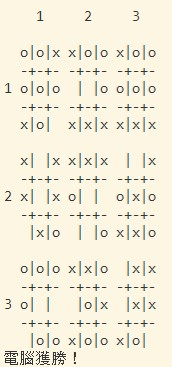 1 2 3
o|o|x x|o|o x|o|o
-+-+- -+-+- -+-+-
1 o|o|o | |o o|o|o
-+-+- -+-+- -+-+-
x|o| x|x|x x|x|x
x| |x x|x|x | |x
-+-+- -+-+- -+-+-
2 x| |x o| | o|x|o
-+-+- -+-+- -+-+-
|x|o | |o x|x|o
o|o|o x|x|o |x|x
-+-+- -+-+- -+-+-
3 o| | |o|x |x|x
-+-+- -+-+- -+-+-
|o|o x|o|o x|o|
電腦獲勝！